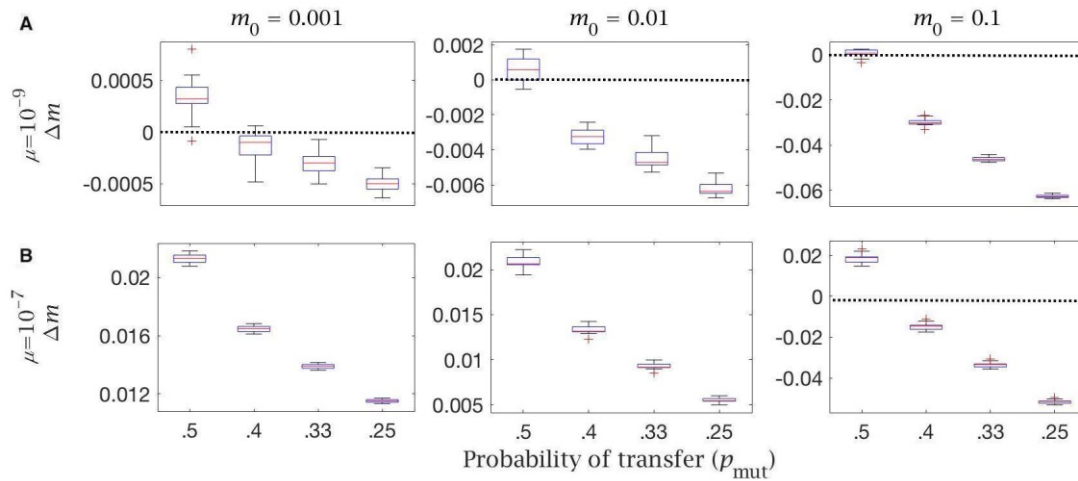 A
m₀ = 0.001
m₀ = 0.01
m₀ = 0.1
μ=10⁻⁹
Δm
0.0005
0
-0.0005
0.002
0
-0.002
-0.004
-0.006
0
-0.02
-0.04
-0.06
B
μ=10⁻⁷
Δm
0.02
0.016
0.012
0.02
0.015
0.01
0.005
0.02
0
-0.02
-0.04
.5 .4 .33 .25
.5 .4 .33 .25
.5 .4 .33 .25
Probability of transfer (p_mut)